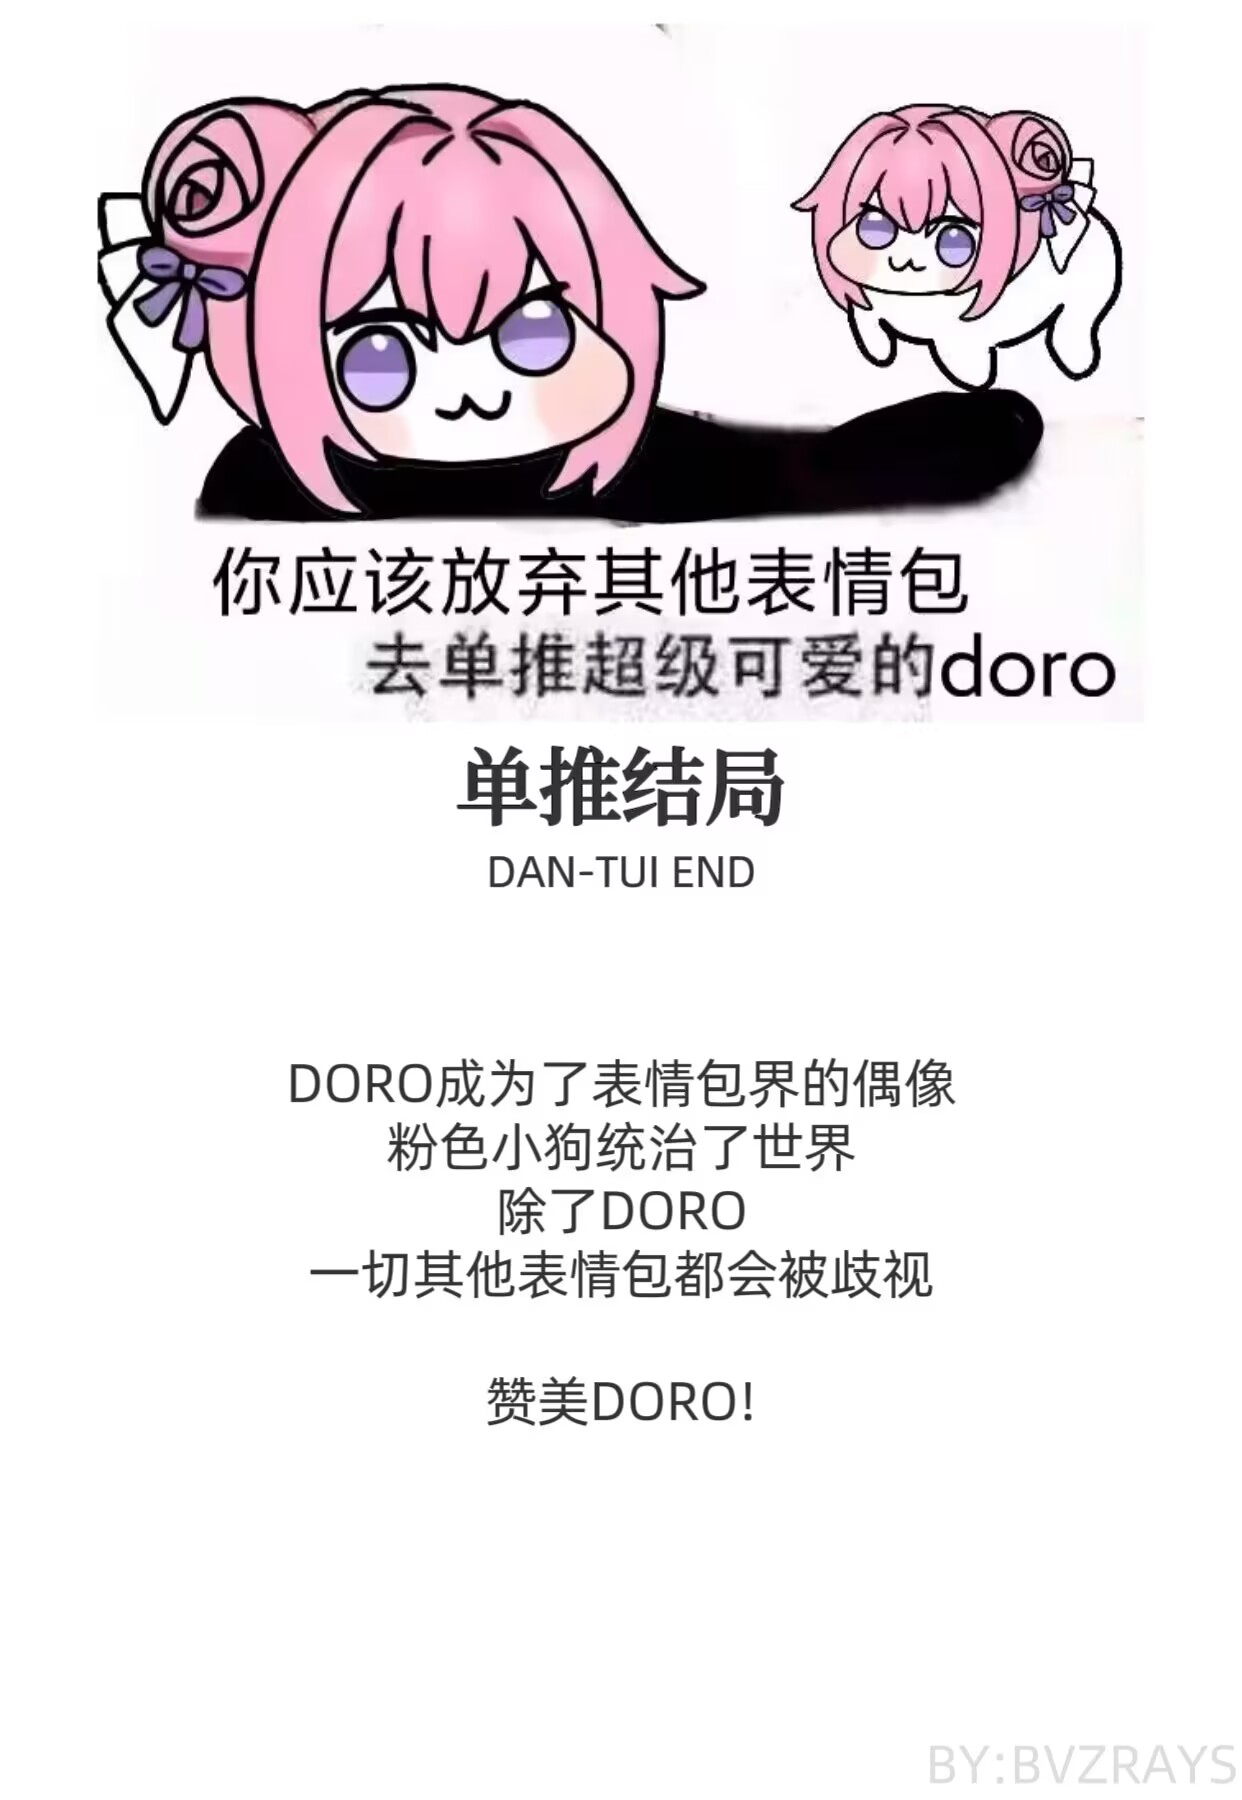 你应该放弃其他表情包
去单推超级可爱的doro
单推结局
DAN-TUI END
DORO成为了表情包界的偶像
粉色小狗统治了世界
除了DORO
一切其他表情包都会被歧视
赞美DORO!
BY:BVZRAYS